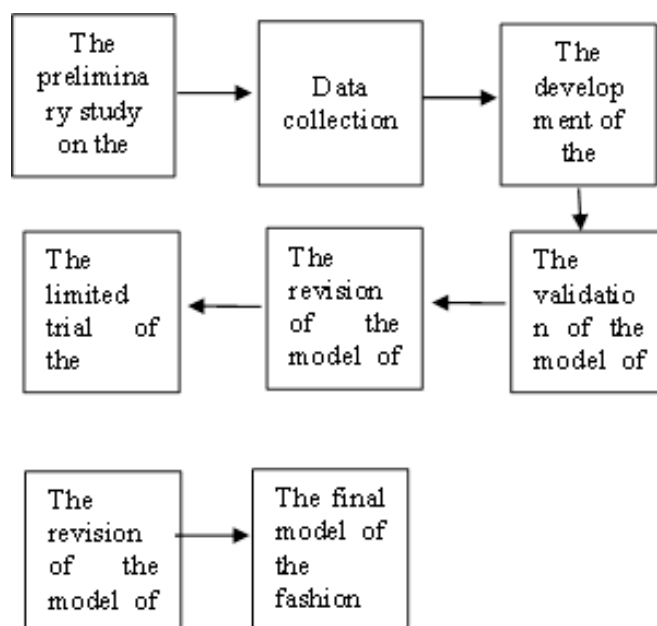 The
prelimina
ry study
on the
Data
collection
The
develop
ment of
the
The
validatio
n of the
model of
The
revision
of the
model of
The
limited
trial of
the
The
revision
of the
model of
The final
model of
the
fashion